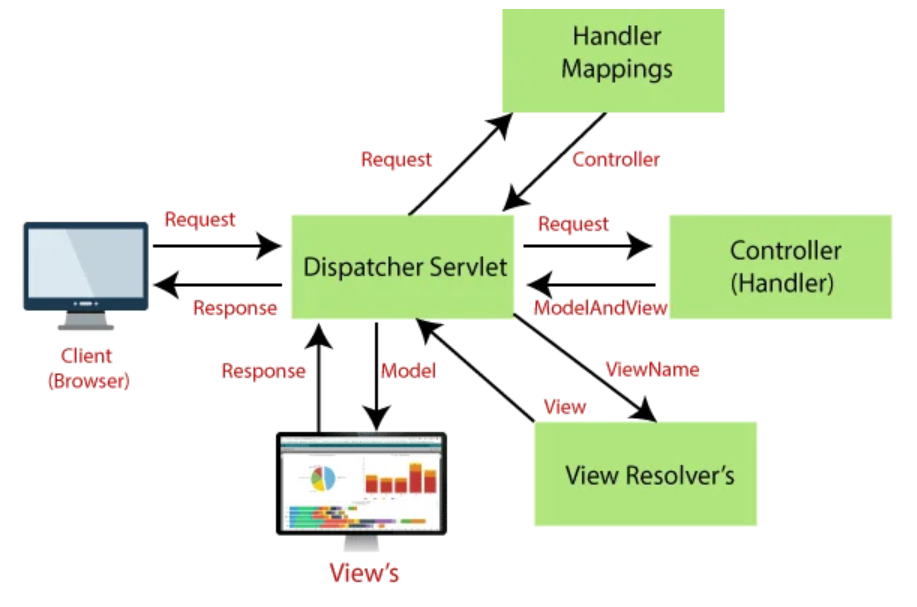 Handler
Mappings
Request
Controller
Request
Request
Dispatcher Servlet
Controller
(Handler)
Response
ModelAndView
Client
(Browser)
Response
Model
ViewName
View
View Resolver's
View's